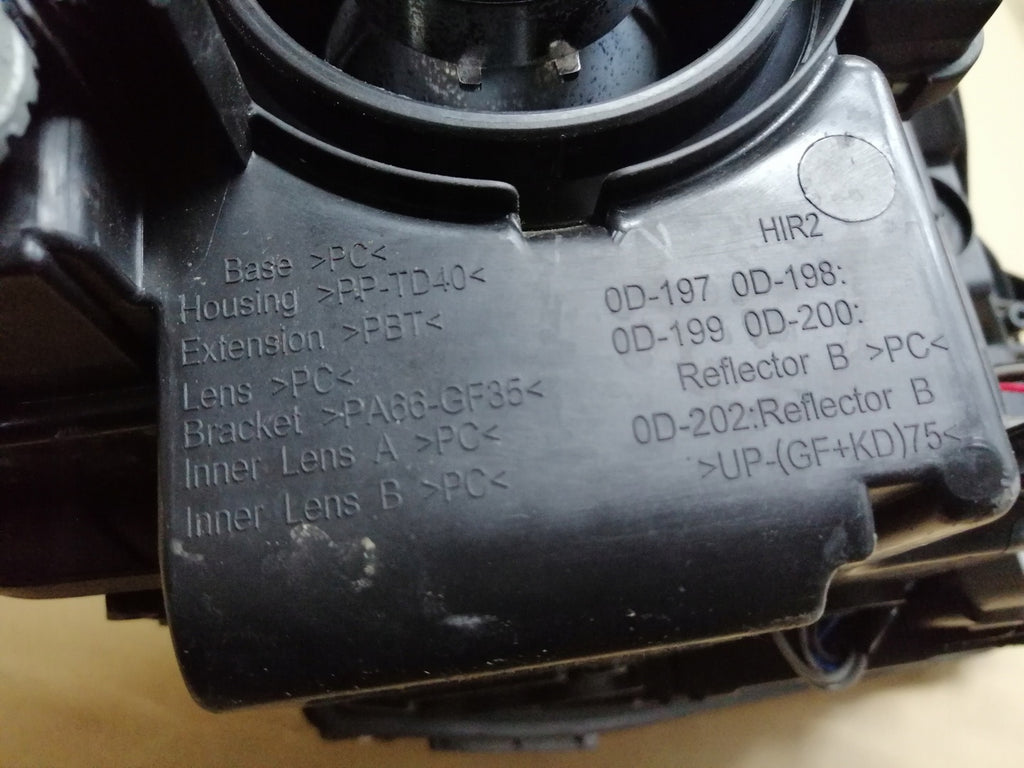 Base >PC<
Housing >PP-TD40<
Extension >PBT<
Lens >PC<
Bracket >PA66-GF35<
Inner Lens A >PC<
Inner Lens B >PC<
HIR2
0D-197 0D-198:
0D-199 0D-200:
Reflector B >PC<
0D-202:Reflector B
>UP-(GF+KD)75<